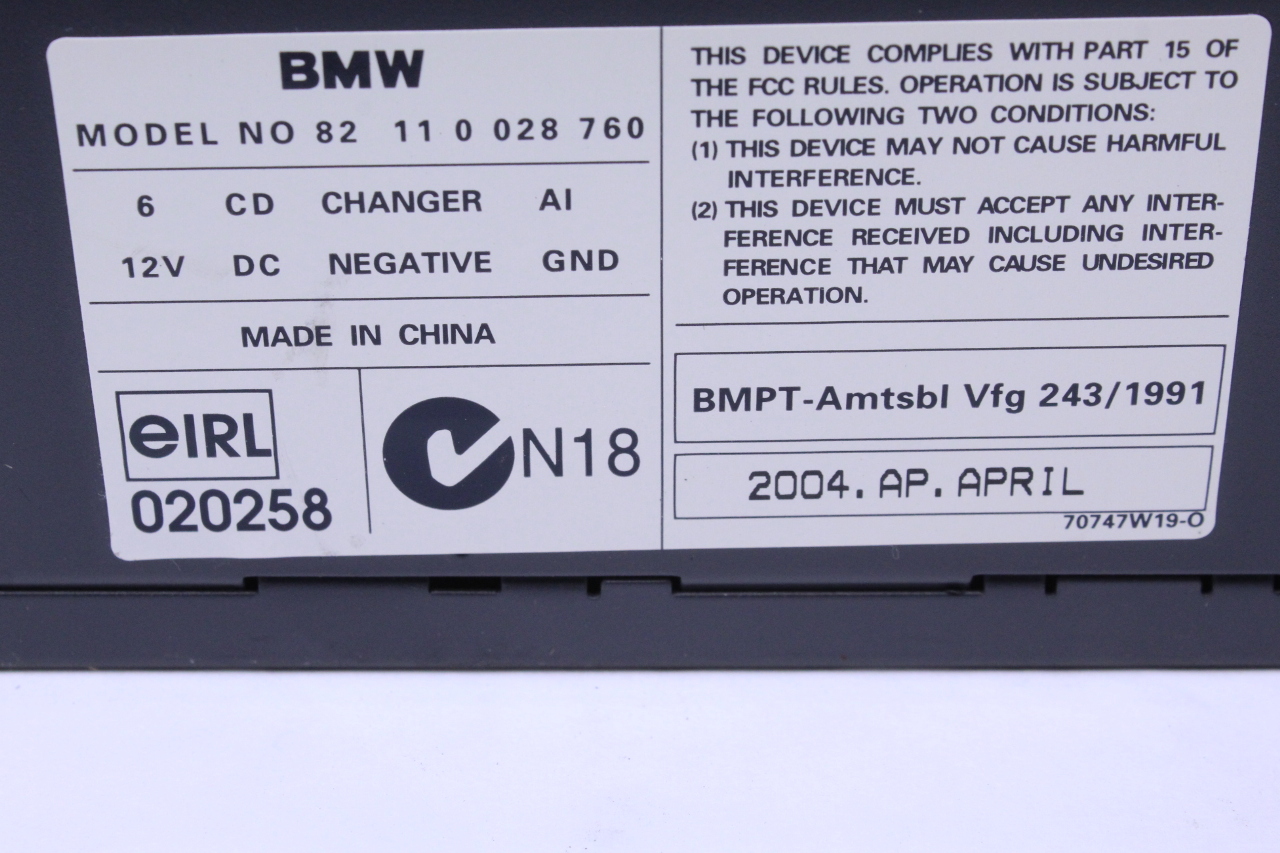 BMW
MODEL NO 82 11 0 028 760
6 CD CHANGER AI
12V DC NEGATIVE GND
MADE IN CHINA
eIRL
020258
N18
THIS DEVICE COMPLIES WITH PART 15 OF
THE FCC RULES. OPERATION IS SUBJECT TO
THE FOLLOWING TWO CONDITIONS:
(1) THIS DEVICE MAY NOT CAUSE HARMFUL
INTERFERENCE.
(2) THIS DEVICE MUST ACCEPT ANY INTER-
FERENCE RECEIVED INCLUDING INTER-
FERENCE THAT MAY CAUSE UNDESIRED
OPERATION.
BMPT-Amtsbl Vfg 243/1991
2004. AP. APRIL
70747W19-O